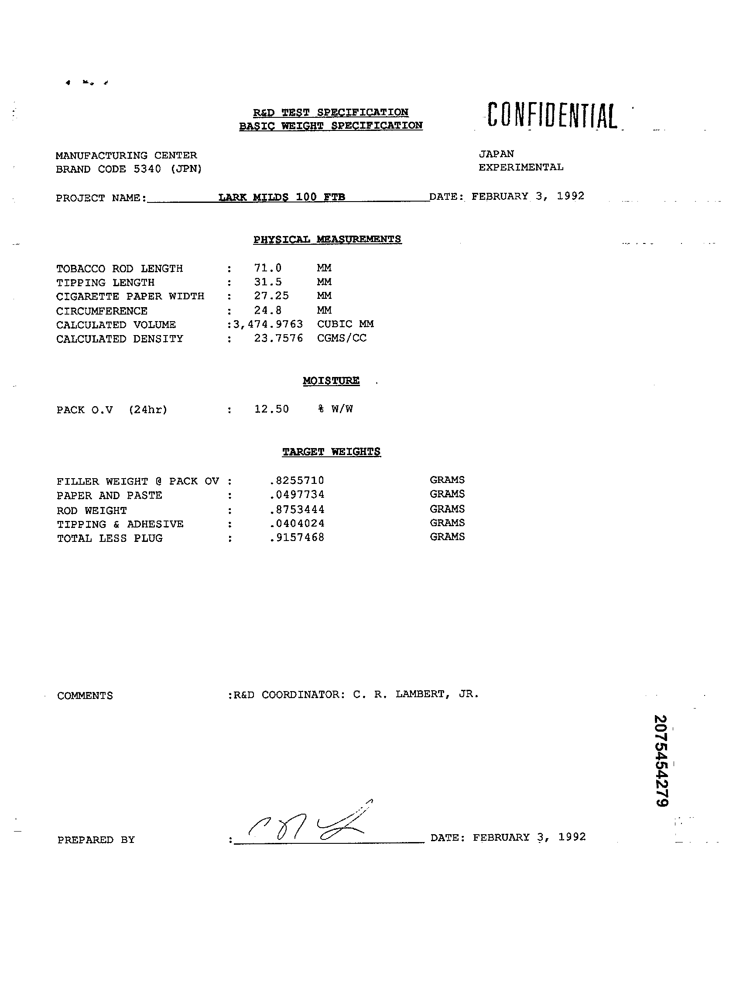 R&D TEST SPECIFICATION
BASIC WEIGHT SPECIFICATION
CONFIDENTIAL
MANUFACTURING CENTER JAPAN
BRAND CODE 5340 (JPN) EXPERIMENTAL
PROJECT NAME: LARK MILDS 100 FTB DATE: FEBRUARY 3, 1992
PHYSICAL MEASUREMENTS
TOBACCO ROD LENGTH : 71.0 MM
TIPPING LENGTH : 31.5 MM
CIGARETTE PAPER WIDTH : 27.25 MM
CIRCUMFERENCE : 24.8 MM
CALCULATED VOLUME :3,474.9763 CUBIC MM
CALCULATED DENSITY : 23.7576 CGMS/CC
MOISTURE
PACK O.V (24hr) : 12.50 % W/W
TARGET WEIGHTS
FILLER WEIGHT @ PACK OV : .8255710 GRAMS
PAPER AND PASTE : .0497734 GRAMS
ROD WEIGHT : .8753444 GRAMS
TIPPING & ADHESIVE : .0404024 GRAMS
TOTAL LESS PLUG : .9157468 GRAMS
COMMENTS :R&D COORDINATOR: C. R. LAMBERT, JR.
2075454279
PREPARED BY : DATE: FEBRUARY 3, 1992